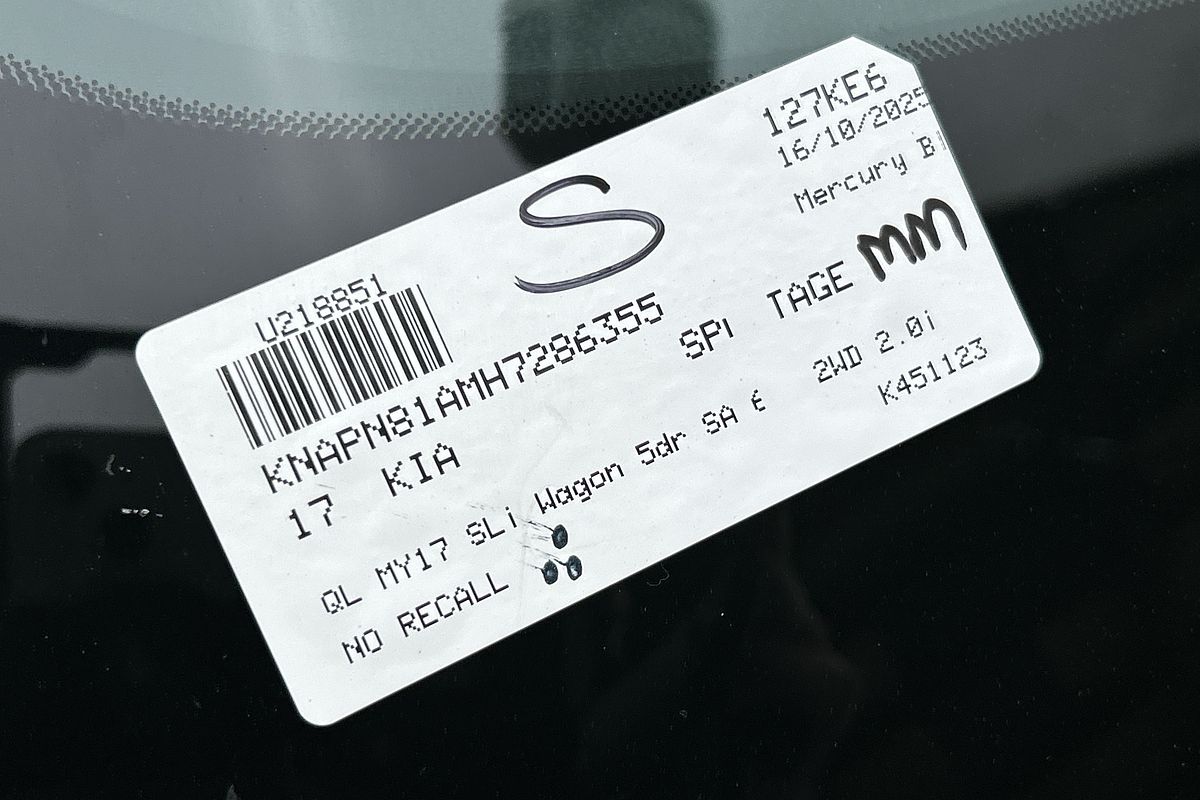 127KE6
16/10/2025
Mercury Bl
S
MM
U218851
KNAPN81AMH7286355
17 KIA SPI TAGE
QL MY17 SLi Wagon 5dr SA 6 2WD 2.0i
NO RECALL K451123